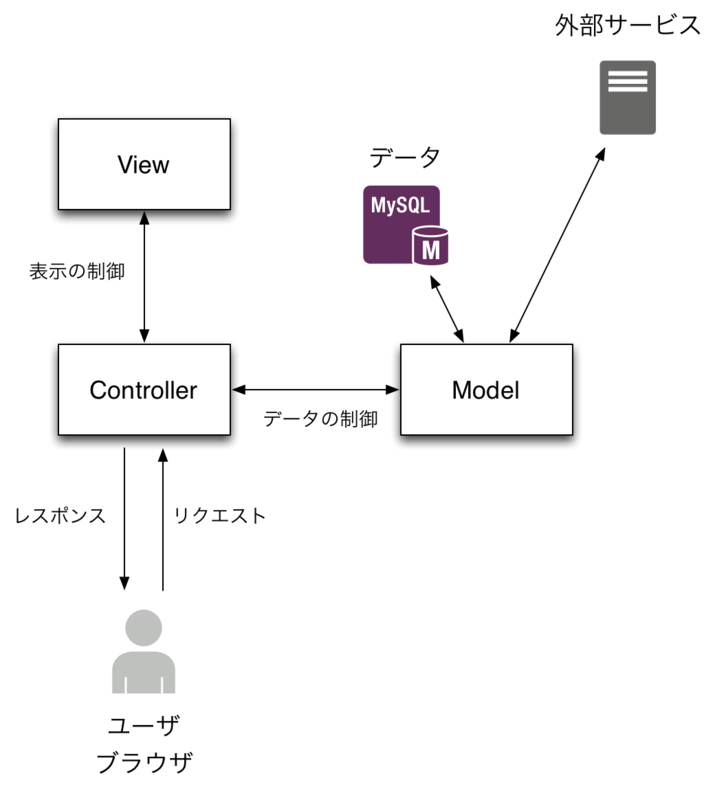 外部サービス
View
データ
MySQL
M
表示の制御
Controller
Model
データの制御
レスポンス
リクエスト
ユーザ
ブラウザ